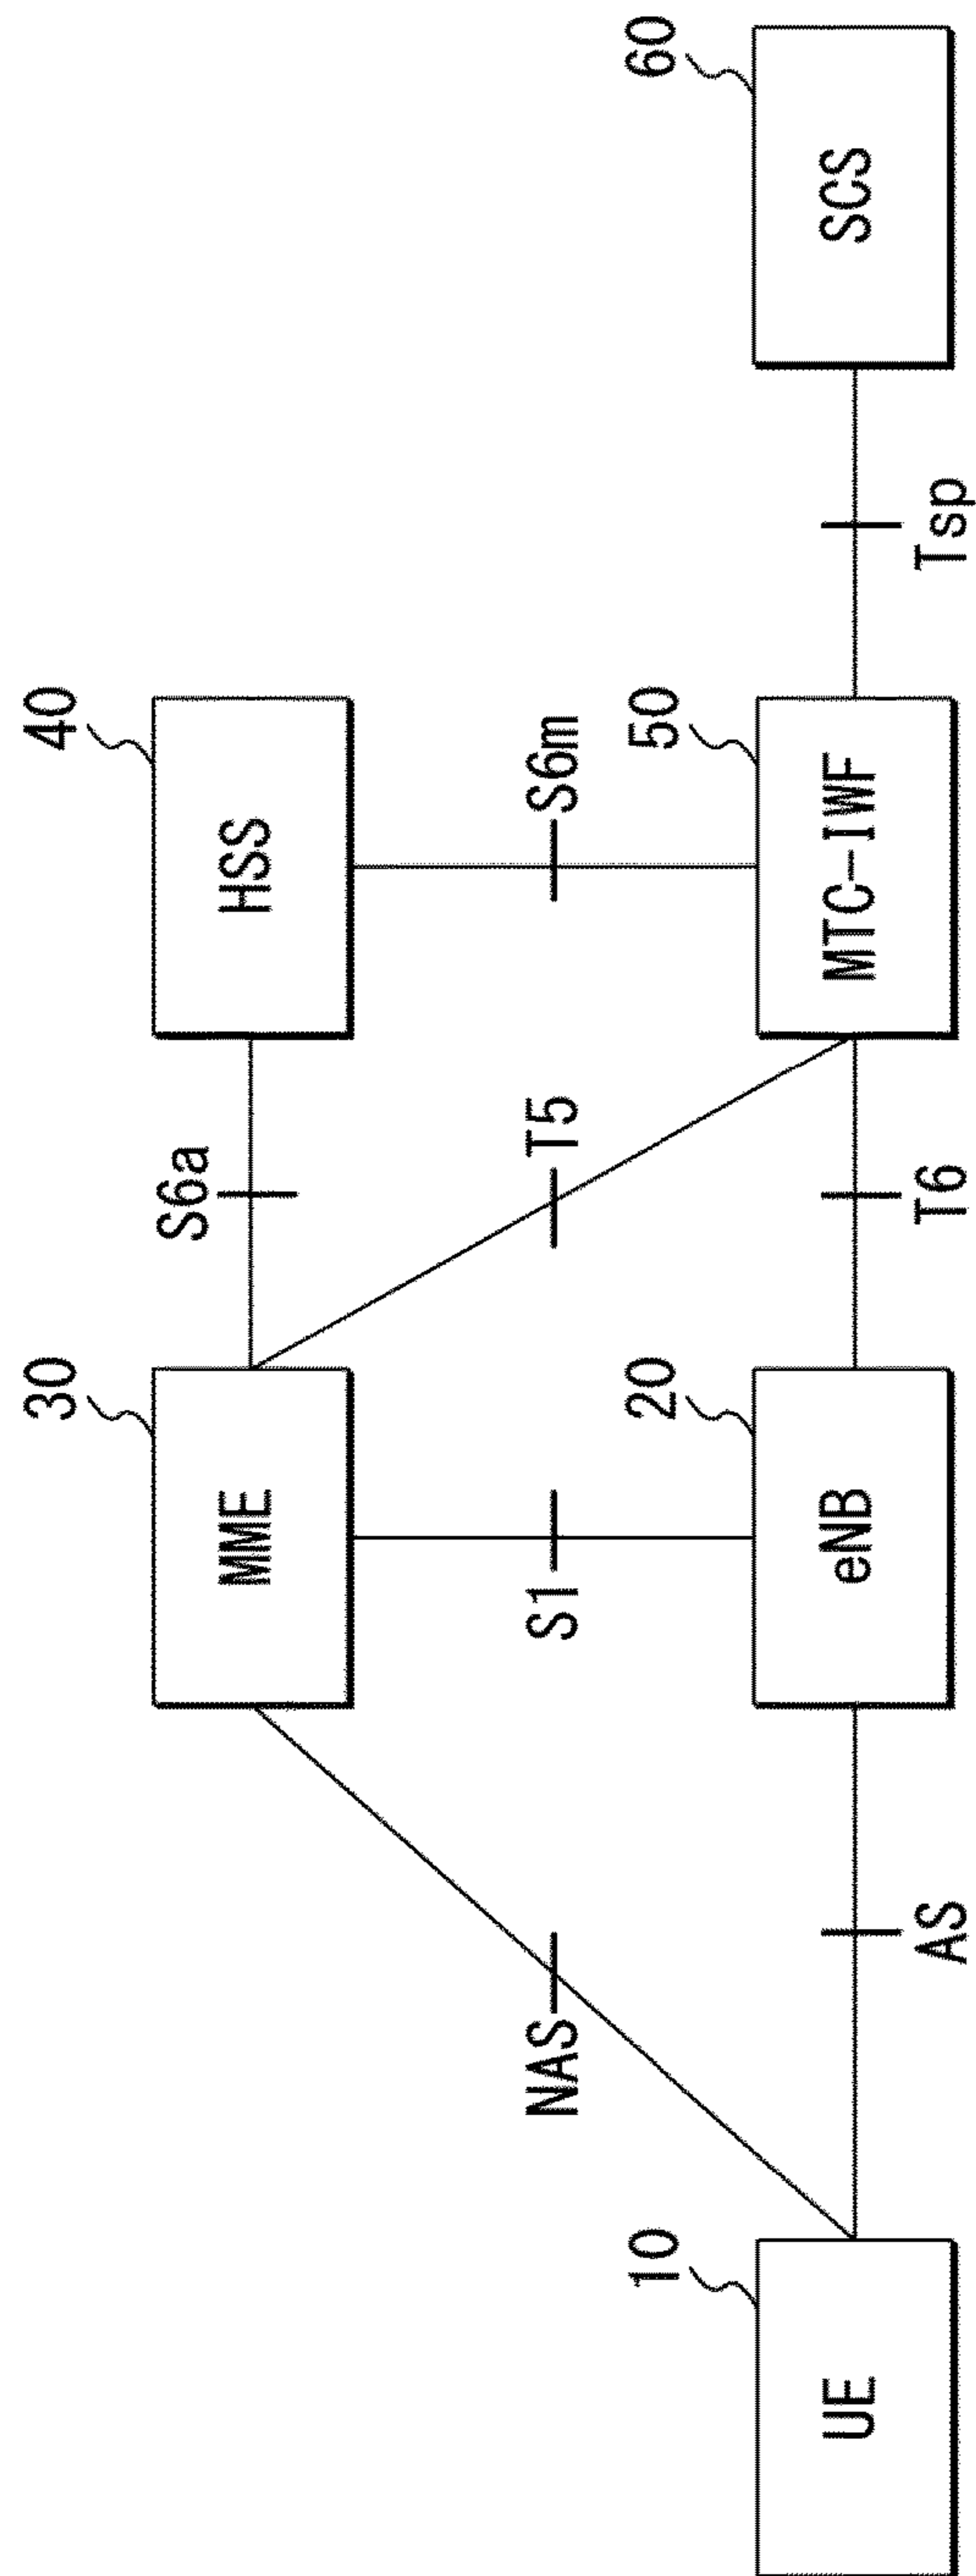 30
MME
S6a
40
HSS
NAS
S1
T5
S6m
10
UE
AS
20
eNB
T6
50
MTC-IWF
Tsp
60
SCS